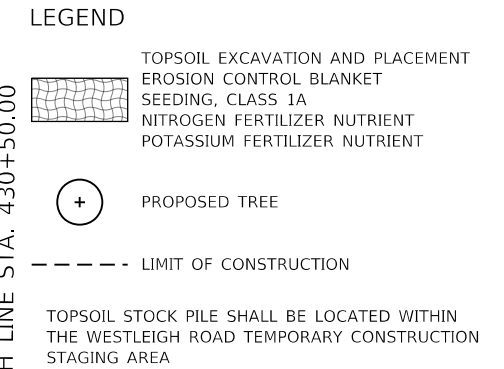 LEGEND
TOPSOIL EXCAVATION AND PLACEMENT
EROSION CONTROL BLANKET
SEEDING, CLASS 1A
NITROGEN FERTILIZER NUTRIENT
POTASSIUM FERTILIZER NUTRIENT
PROPOSED TREE
LIMIT OF CONSTRUCTION
TOPSOIL STOCK PILE SHALL BE LOCATED WITHIN
THE WESTLEIGH ROAD TEMPORARY CONSTRUCTION
STAGING AREA
H LINE STA. 430+50.00